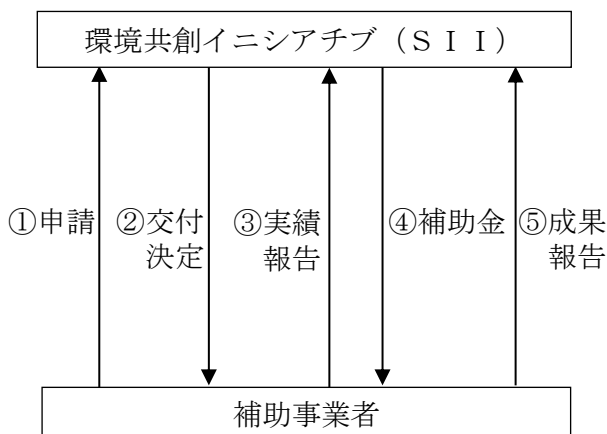 環境共創イニシアチブ（ＳＩＩ）
①申請
②交付
決定
③実績
報告
④補助金
⑤成果
報告
補助事業者